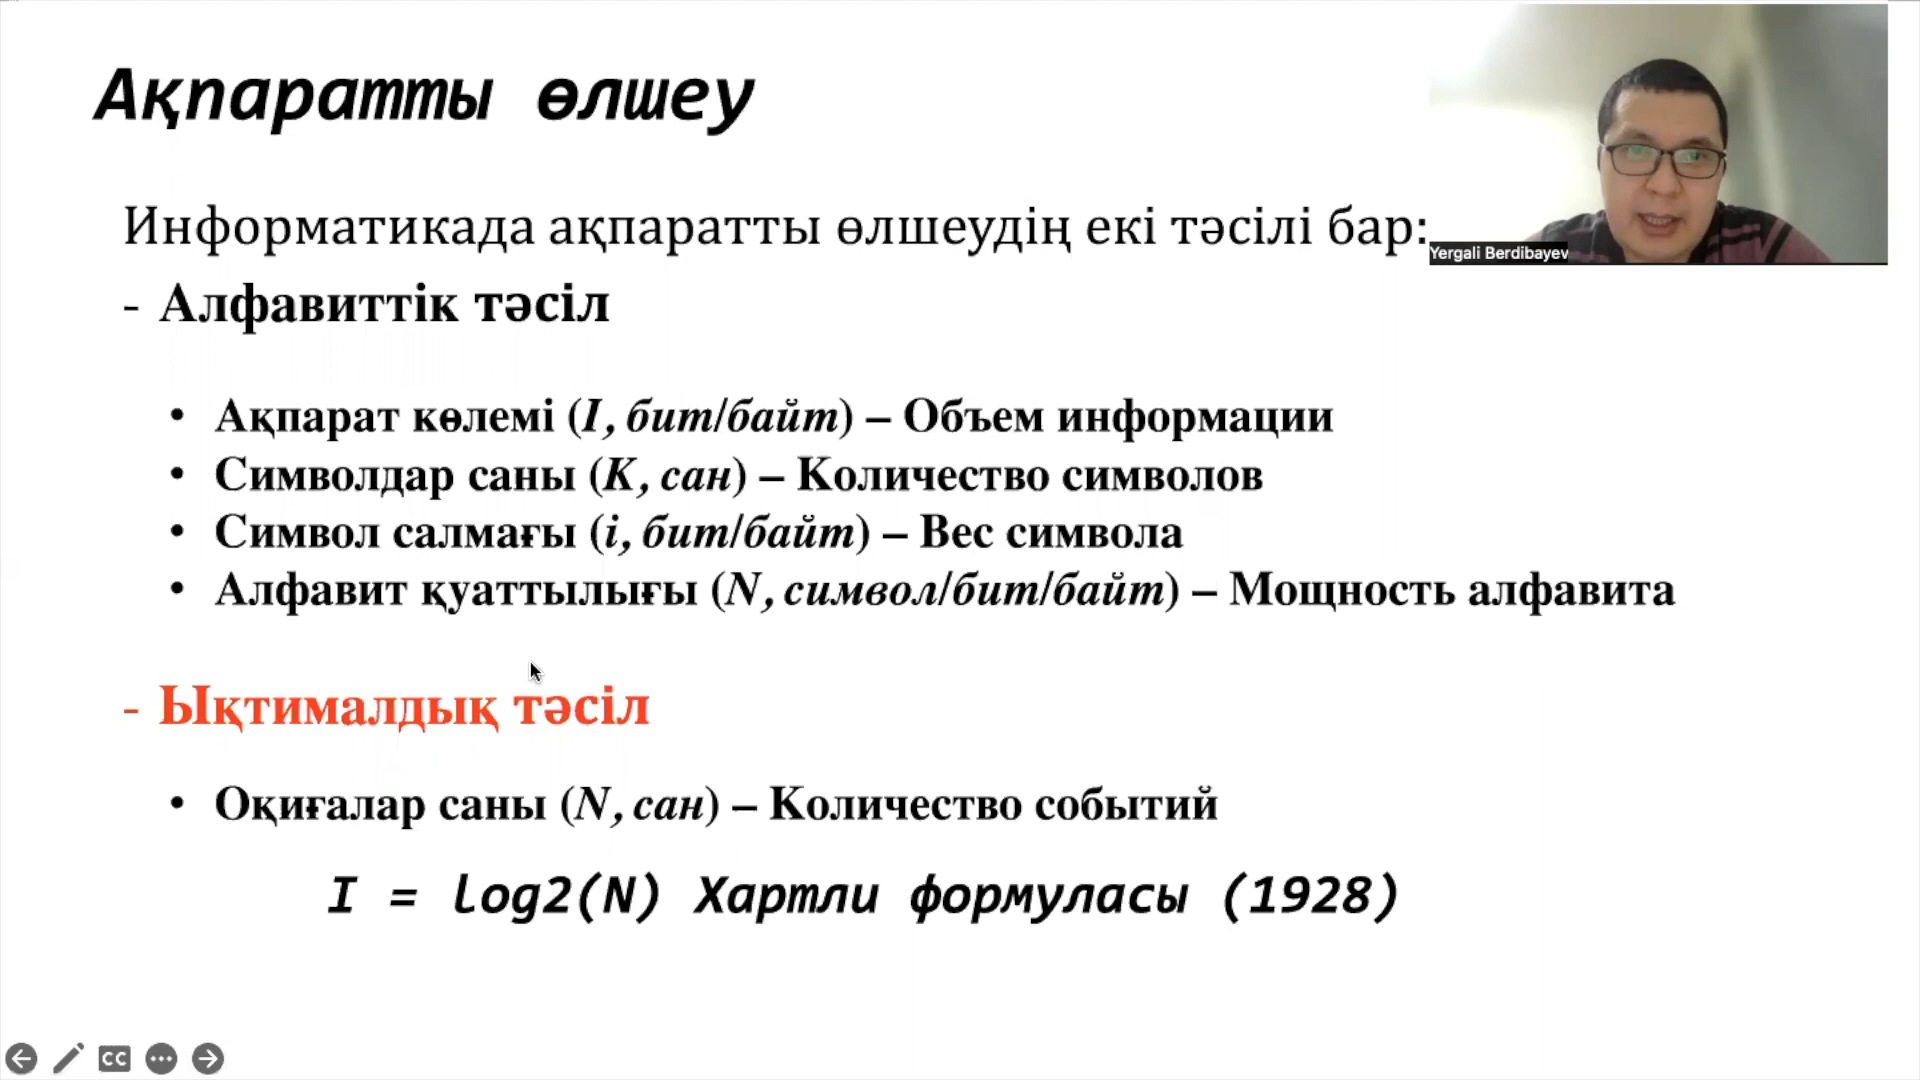 Ақпаратты өлшеу
Информатикада ақпаратты өлшеудің екі тәсілі бар:
Yergali Berdibayev
- Алфавиттік тәсіл
• Ақпарат көлемі (I, бит/байт) – Объем информации
• Символдар саны (K, сан) – Количество символов
• Символ салмағы (i, бит/байт) – Вес символа
• Алфавит қуаттылығы (N, символ/бит/байт) – Мощность алфавита
- Ықтималдық тәсіл
• Оқиғалар саны (N, сан) – Количество событий
I = log2(N) Хартли формуласы (1928)
CC